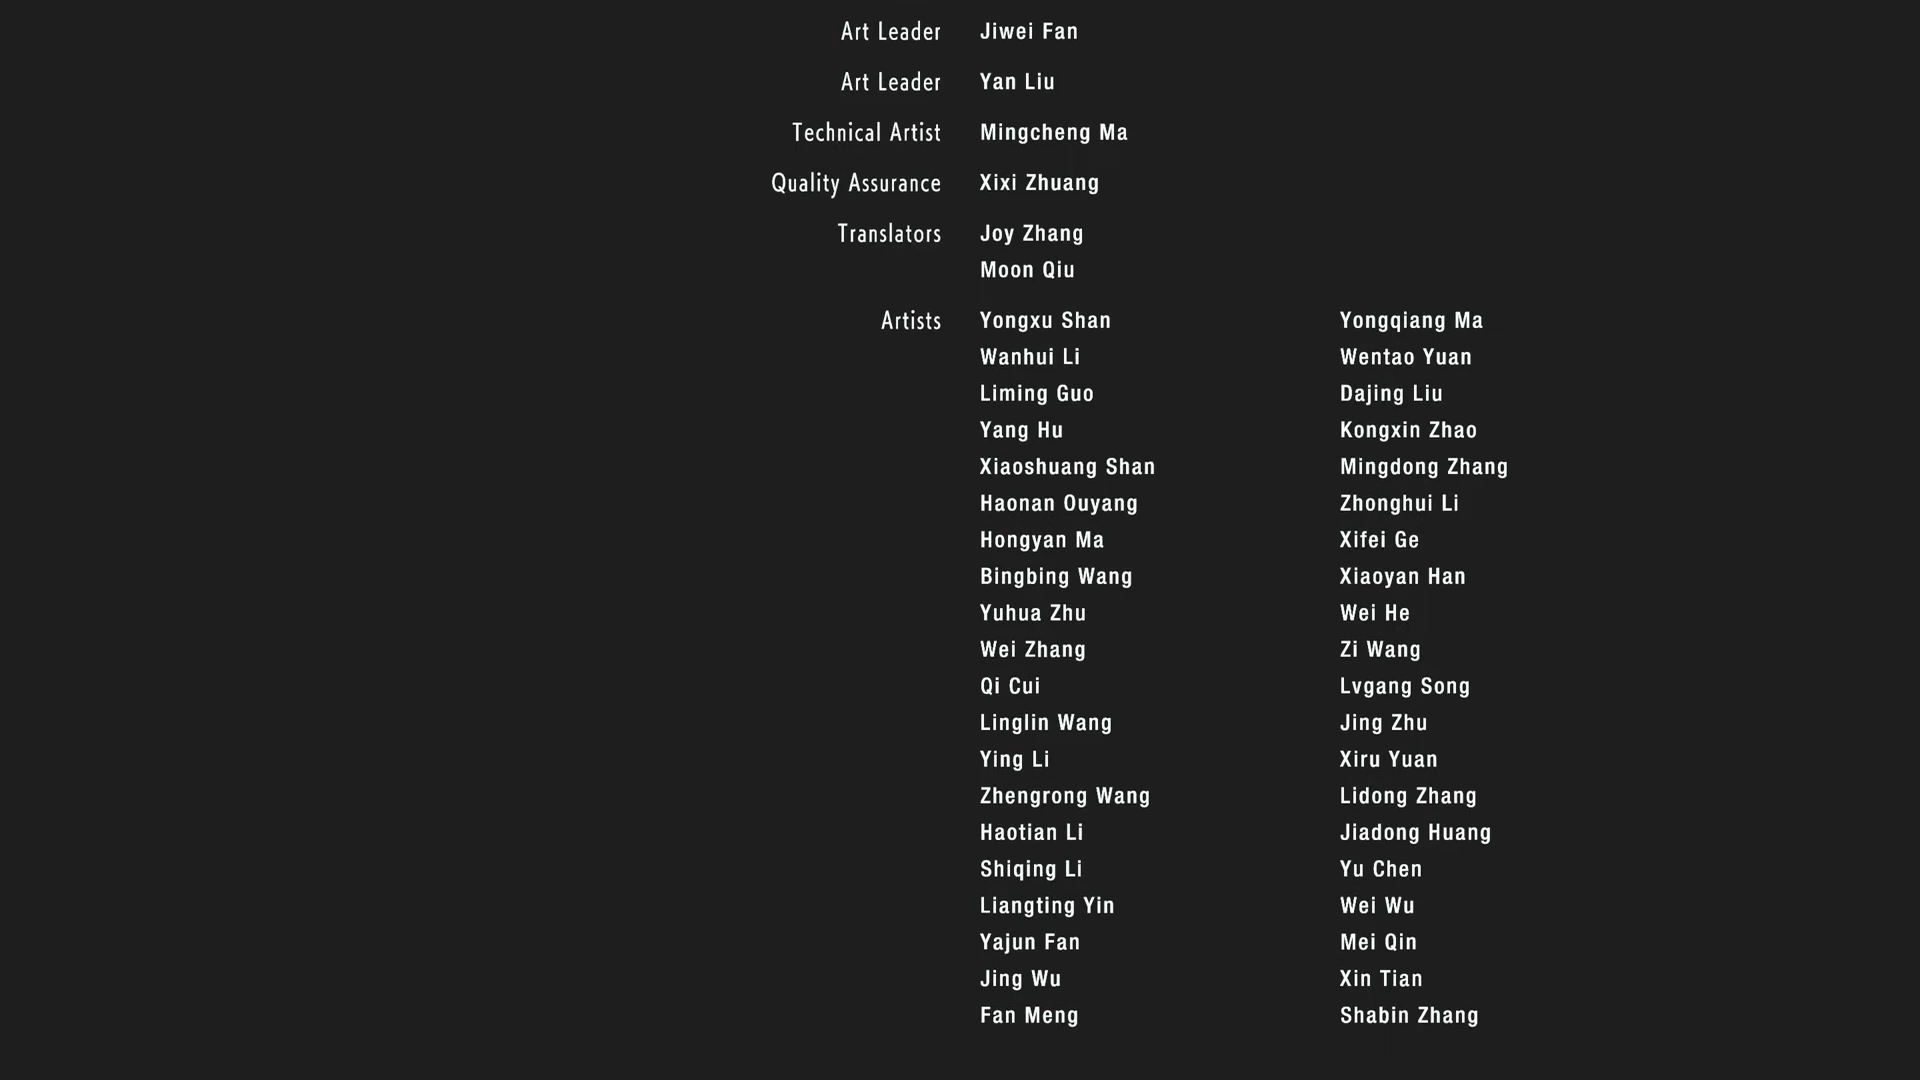 Art Leader Jiwei Fan
Art Leader Yan Liu
Technical Artist Mingcheng Ma
Quality Assurance Xixi Zhuang
Translators Joy Zhang
Moon Qiu
Artists Yongxu Shan Yongqiang Ma
Wanhui Li Wentao Yuan
Liming Guo Dajing Liu
Yang Hu Kongxin Zhao
Xiaoshuang Shan Mingdong Zhang
Haonan Ouyang Zhonghui Li
Hongyan Ma Xifei Ge
Bingbing Wang Xiaoyan Han
Yuhua Zhu Wei He
Wei Zhang Zi Wang
Qi Cui Lvgang Song
Linglin Wang Jing Zhu
Ying Li Xiru Yuan
Zhengrong Wang Lidong Zhang
Haotian Li Jiadong Huang
Shiqing Li Yu Chen
Liangting Yin Wei Wu
Yajun Fan Mei Qin
Jing Wu Xin Tian
Fan Meng Shabin Zhang